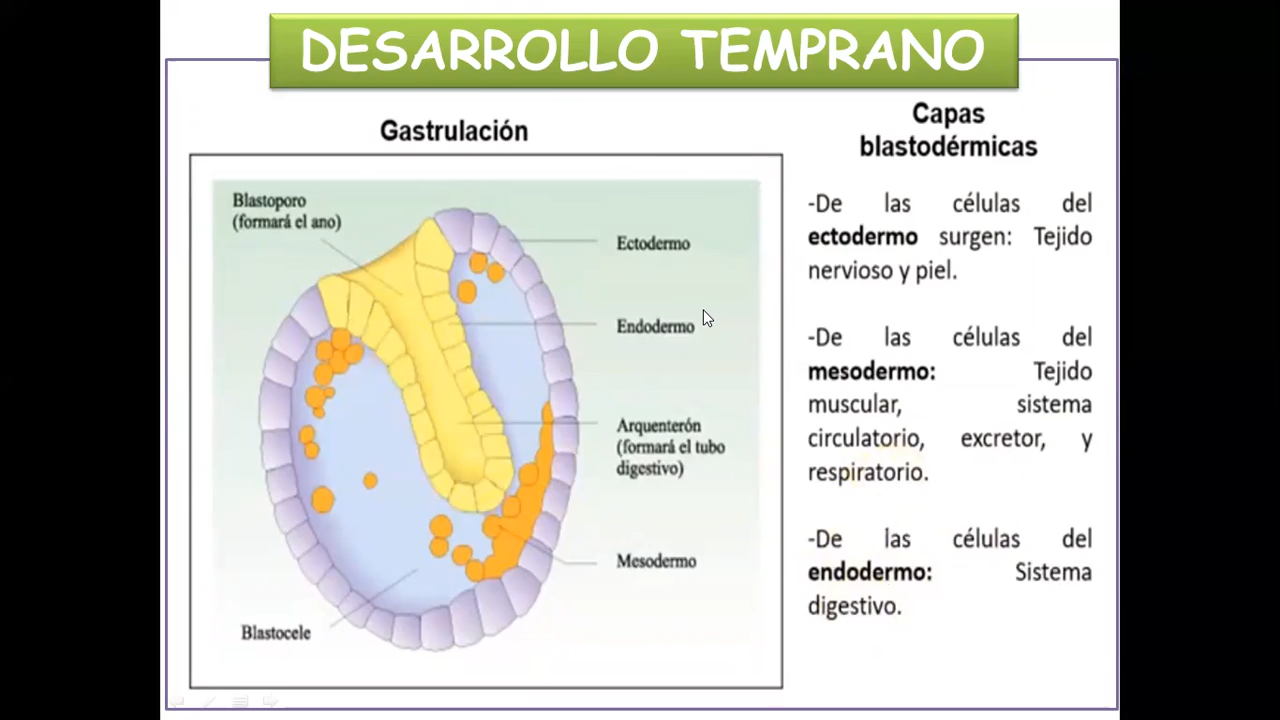 DESARROLLO TEMPRANO
Gastrulación
Blastoporo
(formará el ano)
Ectodermo
Endodermo
Arquenterón
(formará el tubo
digestivo)
Mesodermo
Blastocele
Capas
blastodérmicas
-De las células del
ectodermo surgen: Tejido
nervioso y piel.
-De las células del
mesodermo: Tejido
muscular, sistema
circulatorio, excretor, y
respiratorio.
-De las células del
endodermo: Sistema
digestivo.